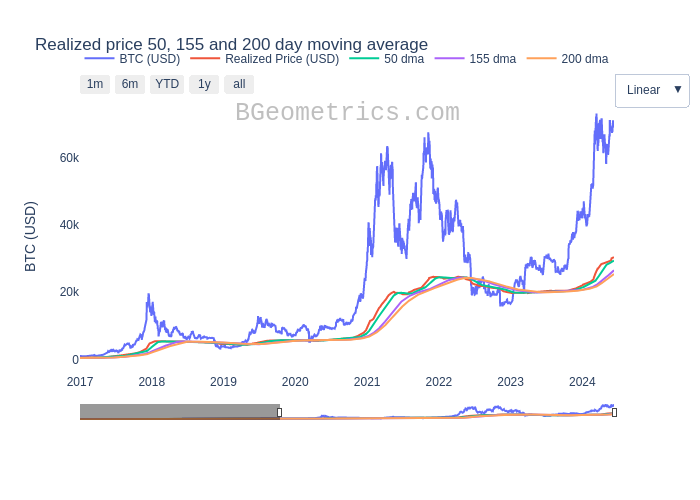 Realized price 50, 155 and 200 day moving average
BTC (USD) Realized Price (USD) 50 dma 155 dma 200 dma
1m 6m YTD 1y all
Linear ▼
BGeometrics.com
60k
40k
20k
0
BTC (USD)
2017 2018 2019 2020 2021 2022 2023 2024